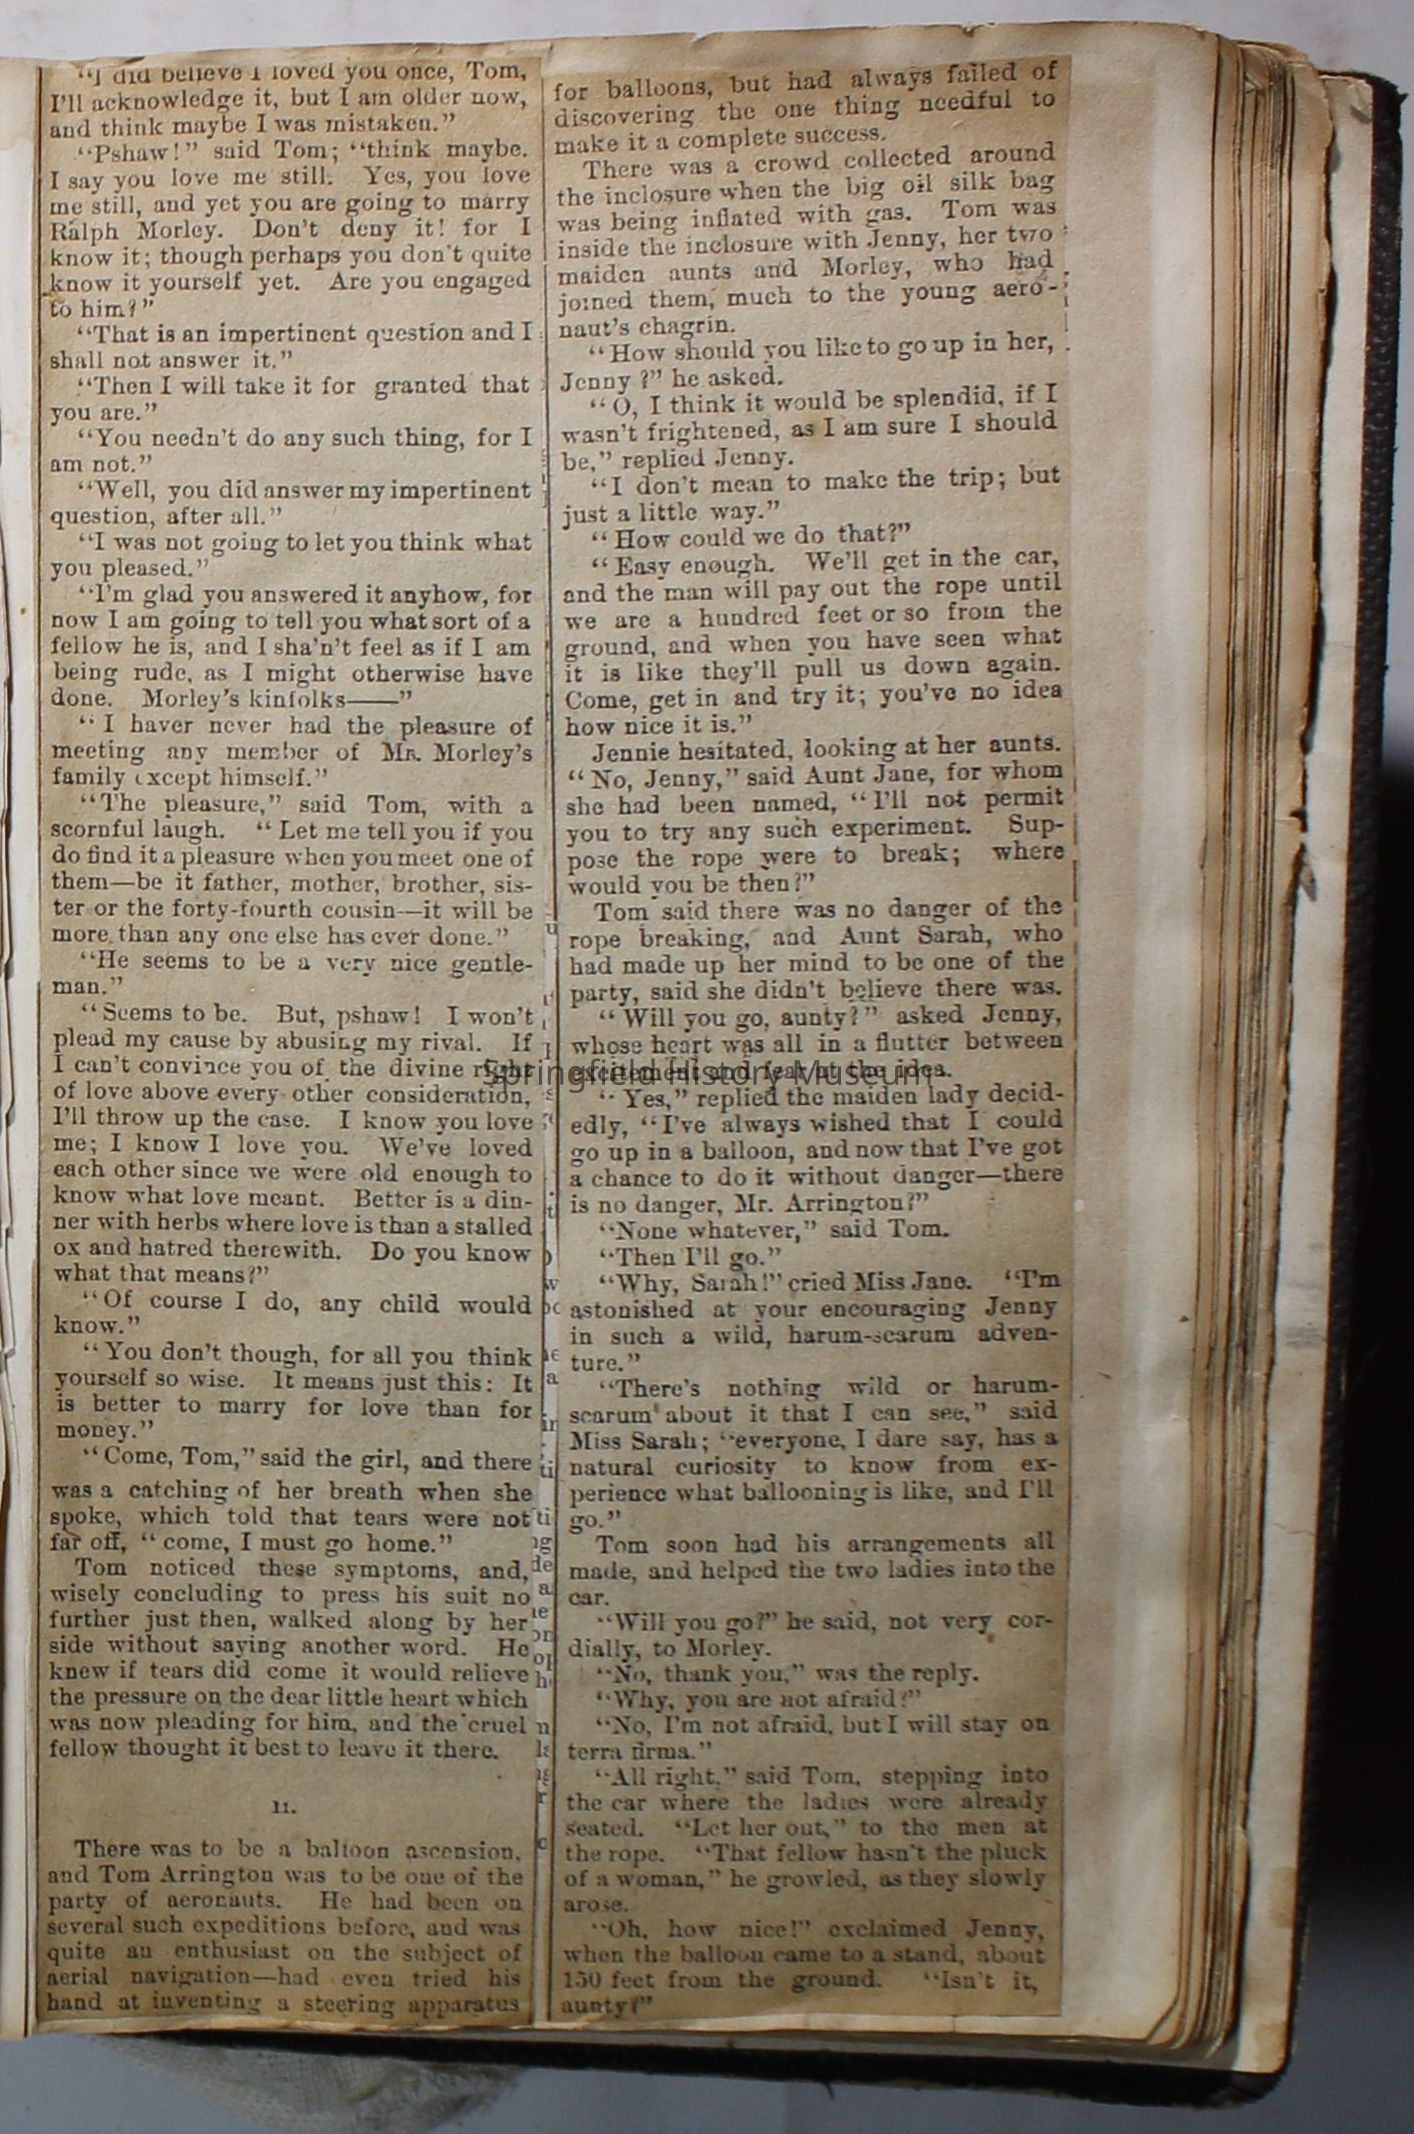 "I did believe I loved you once, Tom,
I'll acknowledge it, but I am older now,
and think maybe I was mistaken."
"Pshaw!" said Tom; "think maybe.
I say you love me still. Yes, you love
me still, and yet you are going to marry
Ralph Morley. Don't deny it! for I
know it; though perhaps you don't quite
know it yourself yet. Are you engaged
to him?"
"That is an impertinent question and I
shall not answer it."
"Then I will take it for granted that
you are."
"You needn't do any such thing, for I
am not."
"Well, you did answer my impertinent
question, after all."
"I was not going to let you think what
you pleased."
"I'm glad you answered it anyhow, for
now I am going to tell you what sort of a
fellow he is, and I sha'n't feel as if I am
being rude, as I might otherwise have
done. Morley's kinfolks——"
"I haver never had the pleasure of
meeting any member of Mr. Morley's
family except himself."
"The pleasure," said Tom, with a
scornful laugh. "Let me tell you if you
do find it a pleasure when you meet one of
them—be it father, mother, brother, sis-
ter or the forty-fourth cousin—it will be
more than any one else has ever done."
"He seems to be a very nice gentle-
man."
"Seems to be. But, pshaw! I won't
plead my cause by abusing my rival. If
I can't convince you of the divine right
of love above every other consideration,
I'll throw up the case. I know you love
me; I know I love you. We've loved
each other since we were old enough to
know what love meant. Better is a din-
ner with herbs where love is than a stalled
ox and hatred therewith. Do you know
what that means?"
"Of course I do, any child would
know."
"You don't though, for all you think
yourself so wise. It means just this: It
is better to marry for love than for
money."
"Come, Tom," said the girl, and there
was a catching of her breath when she
spoke, which told that tears were not
far off, "come, I must go home."
Tom noticed these symptoms, and,
wisely concluding to press his suit no
further just then, walked along by her
side without saying another word. He
knew if tears did come it would relieve
the pressure on the dear little heart which
was now pleading for him, and the cruel
fellow thought it best to leave it there.
II.
There was to be a balloon ascension,
and Tom Arrington was to be one of the
party of aeronauts. He had been on
several such expeditions before, and was
quite an enthusiast on the subject of
aerial navigation—had even tried his
hand at inventing a steering apparatus
for balloons, but had always failed of
discovering the one thing needful to
make it a complete success.
There was a crowd collected around
the inclosure when the big oil silk bag
was being inflated with gas. Tom was
inside the inclosure with Jenny, her two
maiden aunts and Morley, who had
joined them, much to the young aero-
naut's chagrin.
"How should you like to go up in her,
Jenny?" he asked.
"O, I think it would be splendid, if I
wasn't frightened, as I am sure I should
be," replied Jenny.
"I don't mean to make the trip; but
just a little way."
"How could we do that?"
"Easy enough. We'll get in the car,
and the man will pay out the rope until
we are a hundred feet or so from the
ground, and when you have seen what
it is like they'll pull us down again.
Come, get in and try it; you've no idea
how nice it is."
Jennie hesitated, looking at her aunts.
"No, Jenny," said Aunt Jane, for whom
she had been named, "I'll not permit
you to try any such experiment. Sup-
pose the rope were to break; where
would you be then?"
Tom said there was no danger of the
rope breaking, and Aunt Sarah, who
had made up her mind to be one of the
party, said she didn't believe there was.
"Will you go, aunty?" asked Jenny,
whose heart was all in a flutter between
excitement and fear at the idea.
"Yes," replied the maiden lady decid-
edly, "I've always wished that I could
go up in a balloon, and now that I've got
a chance to do it without danger—there
is no danger, Mr. Arrington?"
"None whatever," said Tom.
"Then I'll go."
"Why, Sarah!" cried Miss Jane. "I'm
astonished at your encouraging Jenny
in such a wild, harum-scarum adven-
ture."
"There's nothing wild or harum-
scarum about it that I can see," said
Miss Sarah; "everyone, I dare say, has a
natural curiosity to know from ex-
perience what ballooning is like, and I'll
go."
Tom soon had his arrangements all
made, and helped the two ladies into the
car.
"Will you go?" he said, not very cor-
dially, to Morley.
"No, thank you," was the reply.
"Why, you are not afraid?"
"No, I'm not afraid, but I will stay on
terra firma."
"All right," said Tom, stepping into
the car where the ladies were already
seated. "Let her out," to the men at
the rope. "That fellow hasn't the pluck
of a woman," he growled, as they slowly
arose.
"Oh, how nice!" exclaimed Jenny,
when the balloon came to a stand, about
150 feet from the ground. "Isn't it,
aunty?"
Springfield History Museum